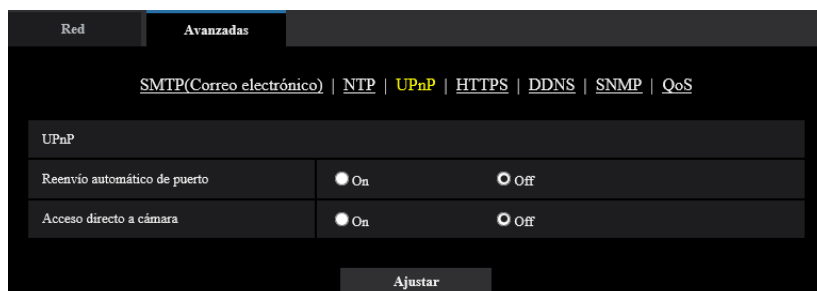 Red Avanzadas
SMTP(Correo electrónico) | NTP | UPnP | HTTPS | DDNS | SNMP | QoS
UPnP
Reenvío automático de puerto On Off
Acceso directo a cámara On Off
Ajustar